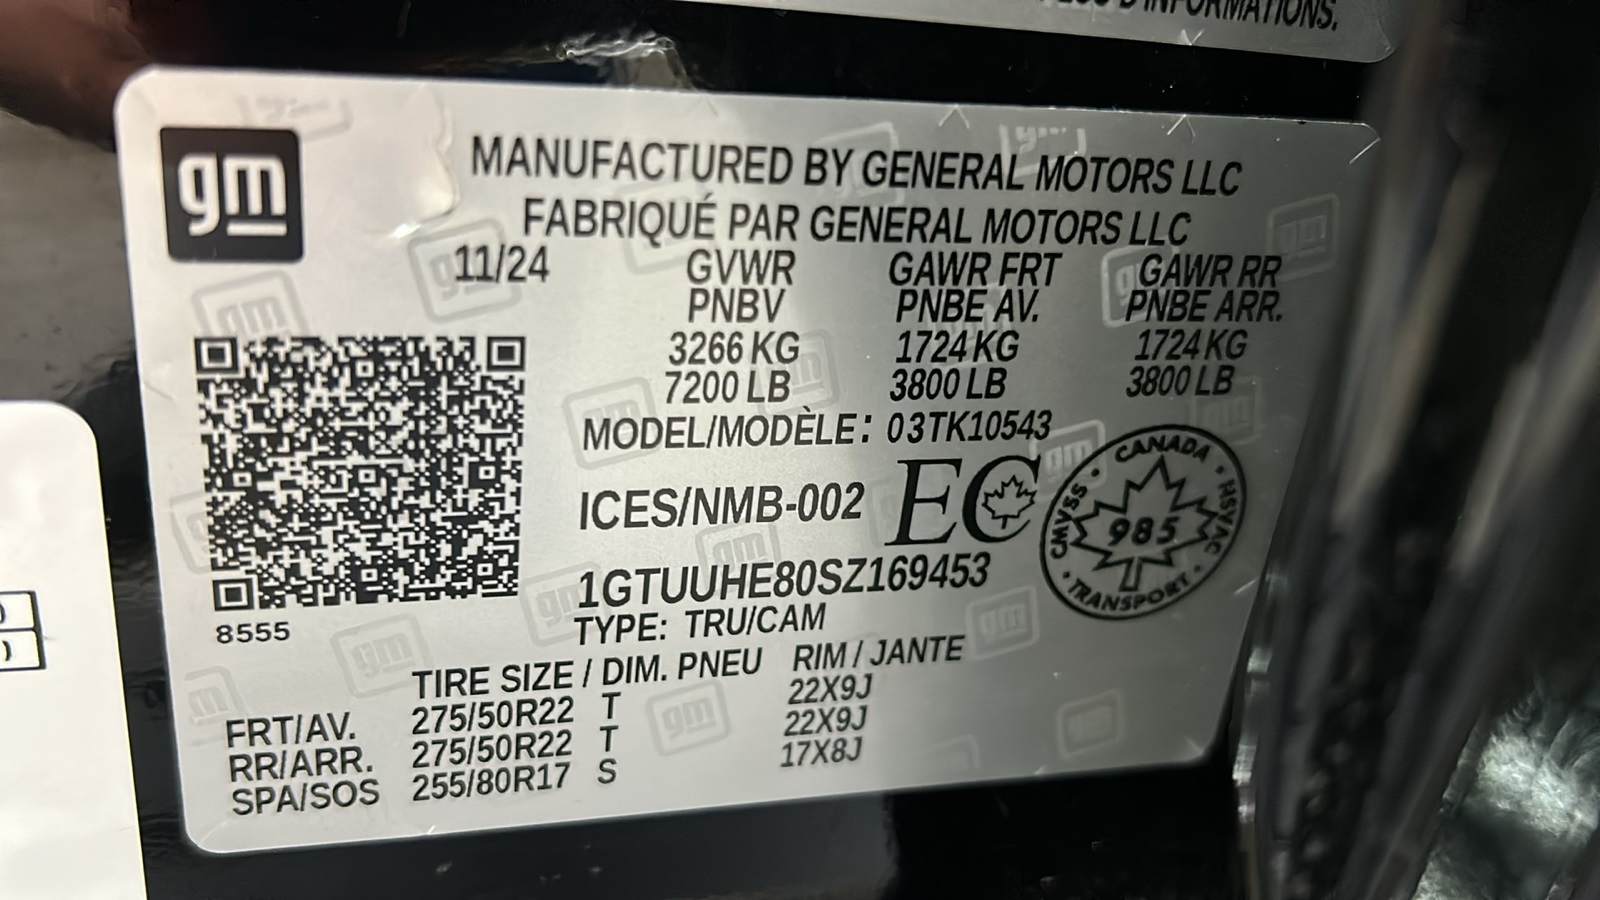 D'INFORMATIONS.
gm
MANUFACTURED BY GENERAL MOTORS LLC
FABRIQUÉ PAR GENERAL MOTORS LLC
11/24 GVWR GAWR FRT GAWR RR
PNBV PNBE AV. PNBE ARR.
3266 KG 1724 KG 1724 KG
7200 LB 3800 LB 3800 LB
MODEL/MODÈLE: 03TK10543
ICES/NMB-002 EC
CANADA
CMVSS 985 NSVAC
TRANSPORT
1GTUUHE80SZ169453
8555
TYPE: TRU/CAM
TIRE SIZE / DIM. PNEU RIM / JANTE
FRT/AV. 275/50R22 T 22X9J
RR/ARR. 275/50R22 T 22X9J
SPA/SOS 255/80R17 S 17X8J